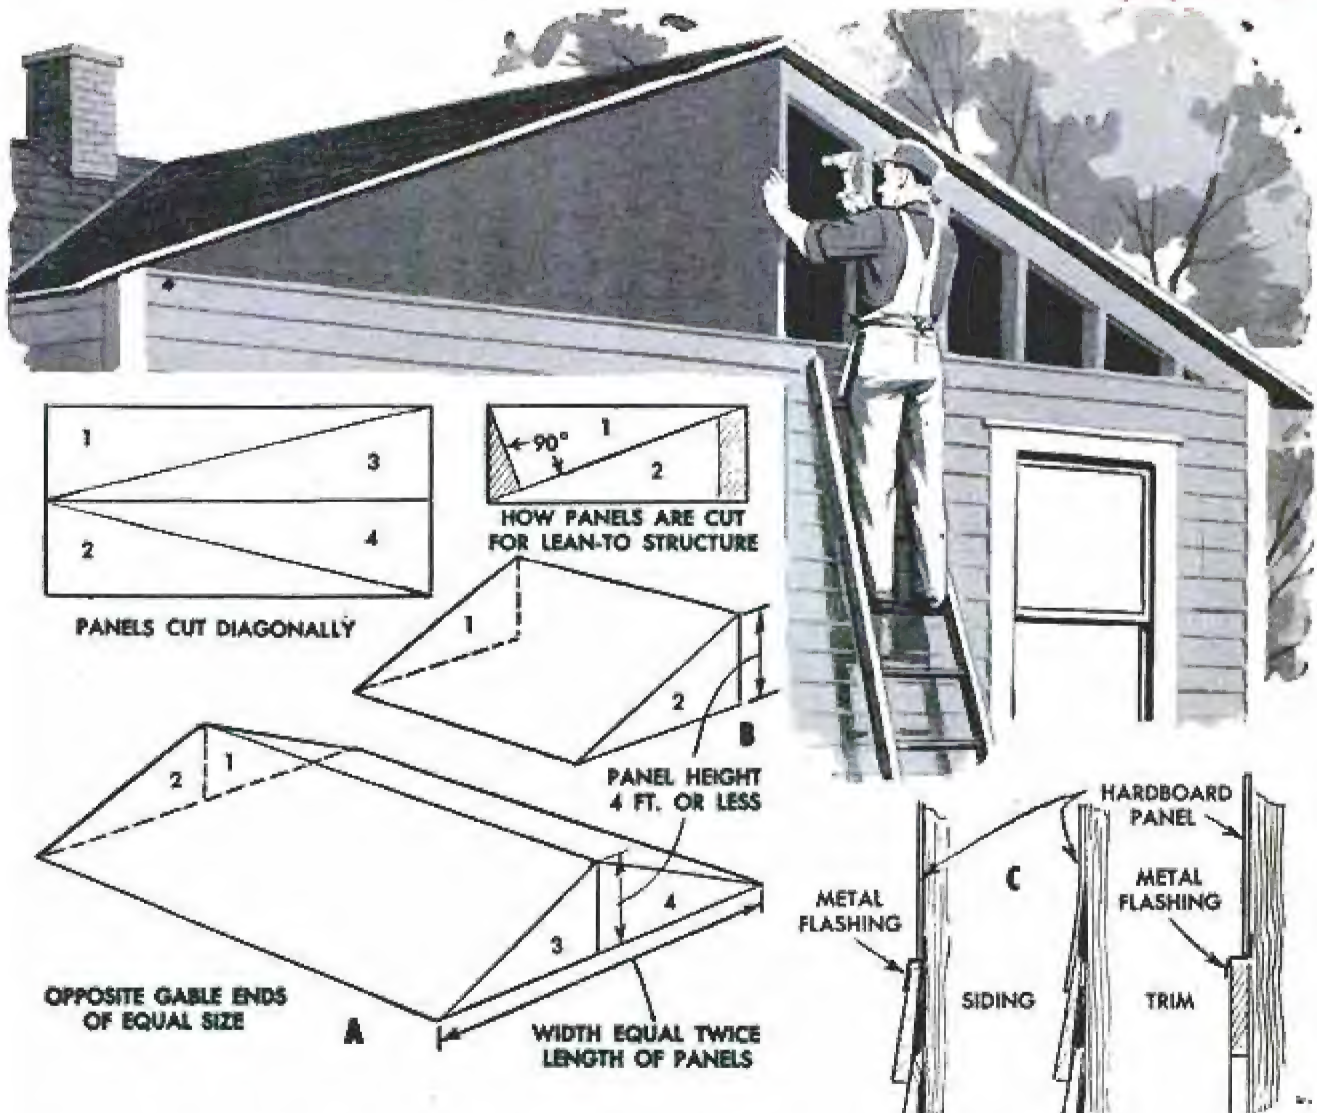 1
3
2
4
PANELS CUT DIAGONALLY
90°
1
2
HOW PANELS ARE CUT
FOR LEAN-TO STRUCTURE
1
2
B
PANEL HEIGHT
4 FT. OR LESS
2
1
3
4
OPPOSITE GABLE ENDS
OF EQUAL SIZE
A
WIDTH EQUAL TWICE
LENGTH OF PANELS
HARDBOARD
PANEL
C
METAL
FLASHING
METAL
FLASHING
SIDING
TRIM